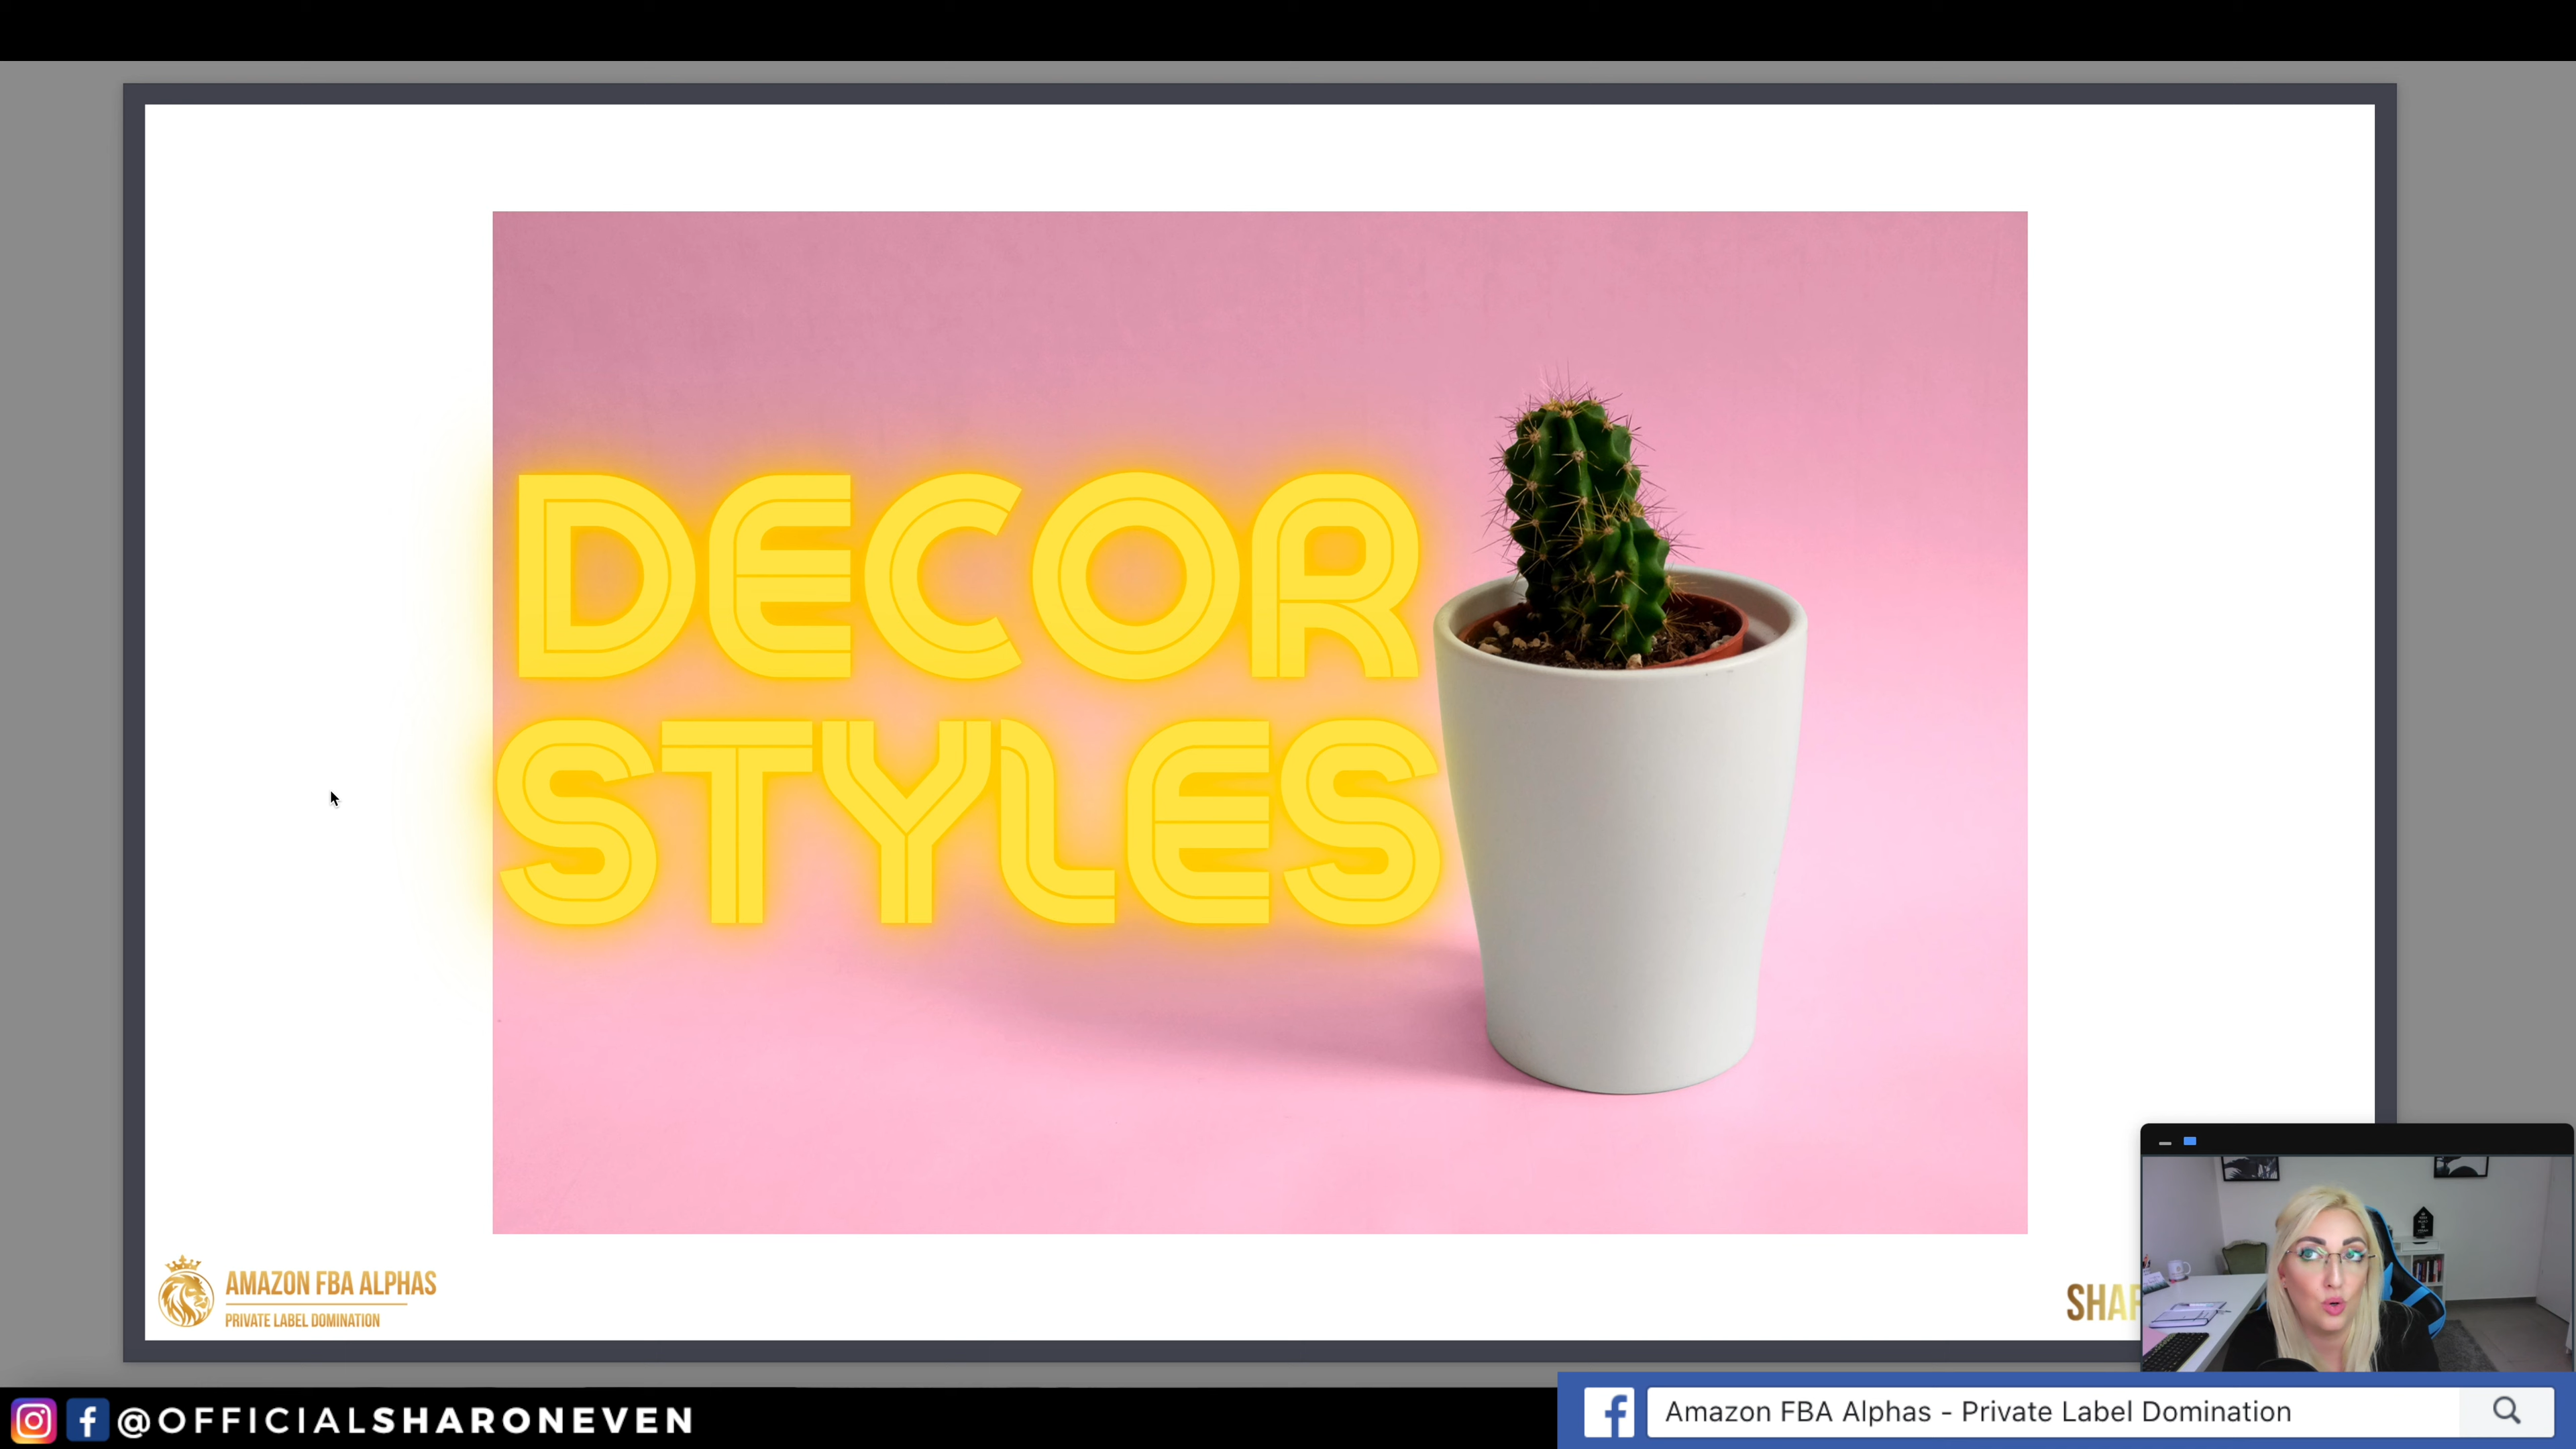 DECOR
STYLES
AMAZON FBA ALPHAS
PRIVATE LABEL DOMINATION
@OFFICIALSHARONEVEN
Amazon FBA Alphas - Private Label Domination